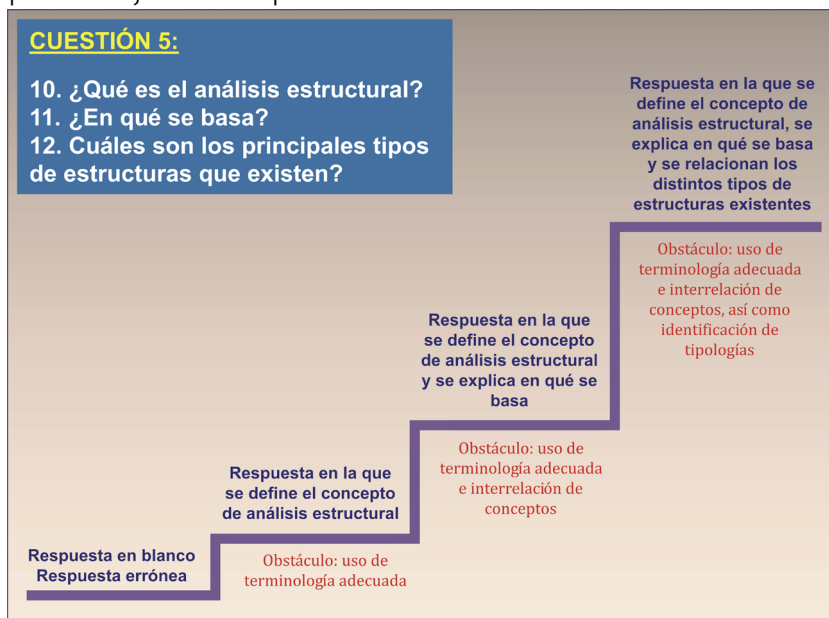 CUESTIÓN 5:
10. ¿Qué es el análisis estructural?
11. ¿En qué se basa?
12. Cuáles son los principales tipos
de estructuras que existen?
Respuesta en la que se
define el concepto de
análisis estructural, se
explica en qué se basa
y se relacionan los
distintos tipos de
estructuras existentes
Obstáculo: uso de
terminología adecuada
e interrelación de
conceptos, así como
identificación de
tipologías
Respuesta en la que
se define el concepto
de análisis estructural
y se explica en qué se
basa
Obstáculo: uso de
terminología adecuada
e interrelación de
conceptos
Respuesta en la que
se define el concepto
de análisis estructural
Obstáculo: uso de
terminología adecuada
Respuesta en blanco
Respuesta errónea